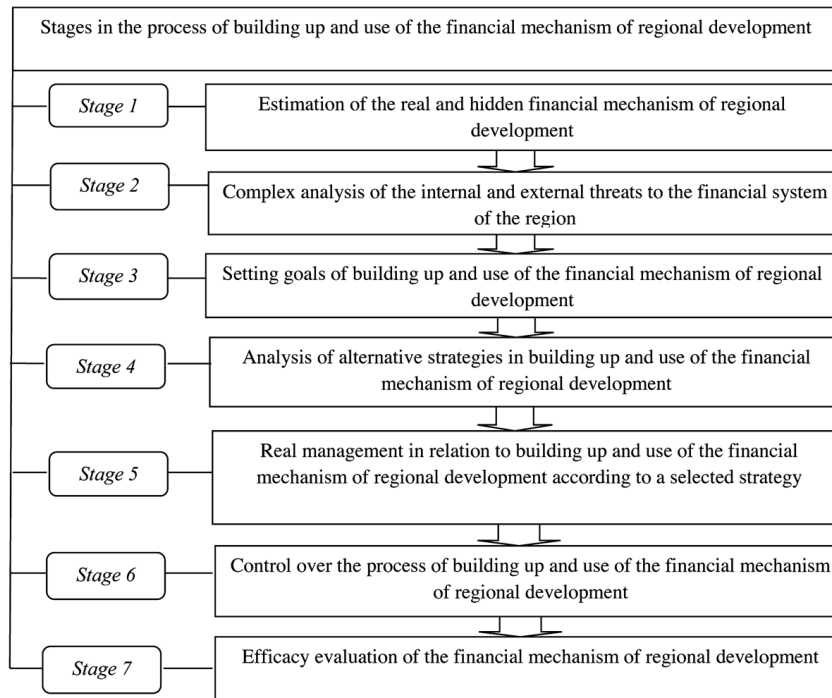 Stages in the process of building up and use of the financial mechanism of regional development
Stage 1
Estimation of the real and hidden financial mechanism of regional
development
Stage 2
Complex analysis of the internal and external threats to the financial system
of the region
Stage 3
Setting goals of building up and use of the financial mechanism of regional
development
Stage 4
Analysis of alternative strategies in building up and use of the financial
mechanism of regional development
Stage 5
Real management in relation to building up and use of the financial
mechanism of regional development according to a selected strategy
Stage 6
Control over the process of building up and use of the financial mechanism
of regional development
Stage 7
Efficacy evaluation of the financial mechanism of regional development